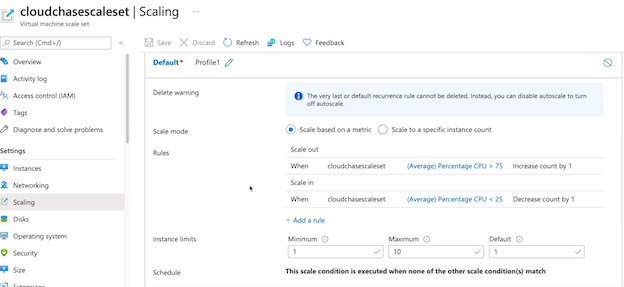 cloudchasescaleset | Scaling ...
Virtual machine scale set
Search (Cmd+/) «
Save Discard Refresh Logs Feedback
Default* Profile1
Overview
Activity log
Access control (IAM)
Tags
Diagnose and solve problems
Settings
Instances
Networking
Scaling
Disks
Operating system
Security
Size
Extensions
Delete warning
The very last or default recurrence rule cannot be deleted. Instead, you can disable autoscale to turn
off autoscale.
Scale mode
Scale based on a metric Scale to a specific instance count
Rules
Scale out
When cloudchasescaleset (Average) Percentage CPU > 75 Increase count by 1
Scale in
When cloudchasescaleset (Average) Percentage CPU < 25 Decrease count by 1
+ Add a rule
Instance limits
Minimum Maximum Default
1 10 1
Schedule
This scale condition is executed when none of the other scale condition(s) match